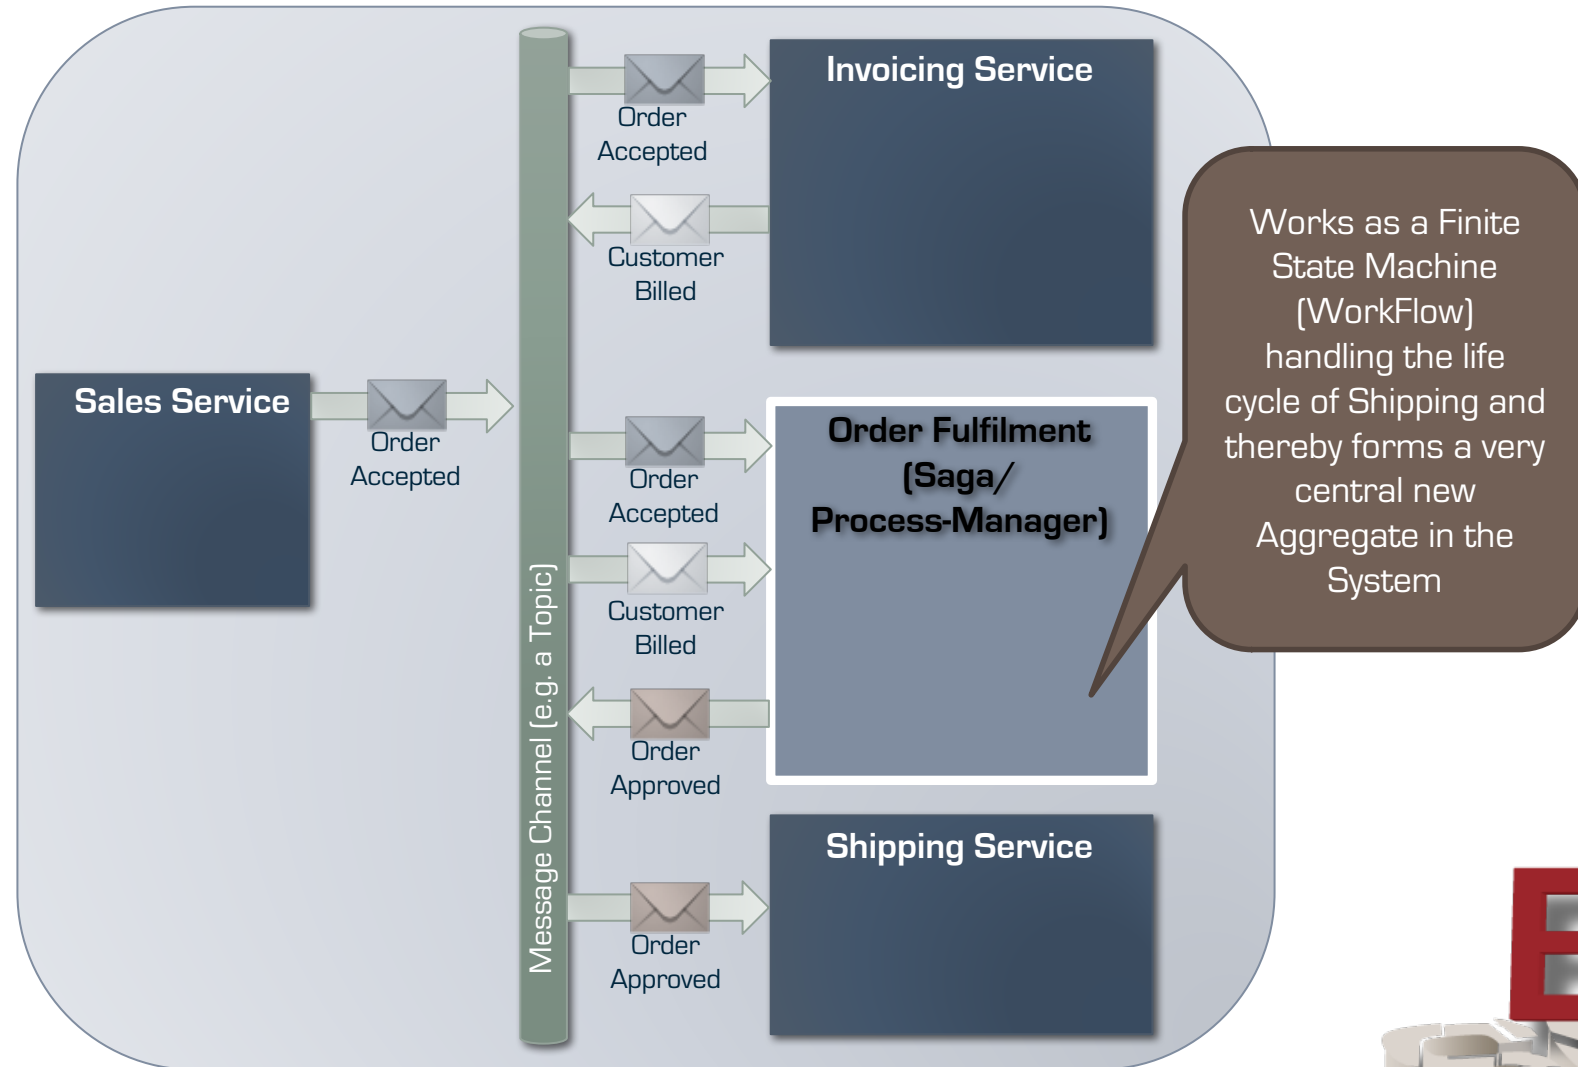 Invoicing Service
Order
Accepted
Customer
Billed
Sales Service
Order
Accepted
Order Fulfilment
(Saga/
Process-Manager)
Order
Accepted
Customer
Billed
Order
Approved
Shipping Service
Order
Approved
Message Channel (e.g. a Topic)
Works as a Finite
State Machine
(WorkFlow)
handling the life
cycle of Shipping and
thereby forms a very
central new
Aggregate in the
System